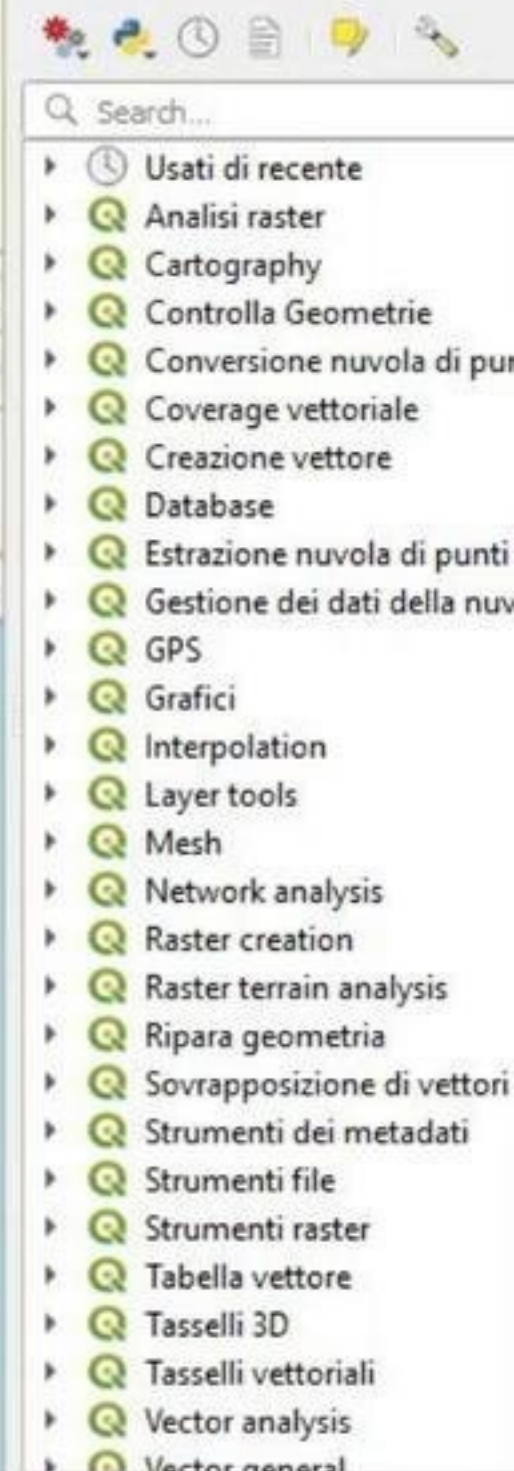 Search...
Usati di recente
Analisi raster
Cartography
Controlla Geometrie
Conversione nuvola di
Coverage vettoriale
Creazione vettore
Database
Estrazione nuvola di punti
Gestione dei dati della
GPS
Grafici
Interpolation
Layer tools
Mesh
Network analysis
Raster creation
Raster terrain analysis
Ripara geometria
Sovrapposizione di vettori
Strumenti dei metadati
Strumenti file
Strumenti raster
Tabella vettore
Tasselli 3D
Tasselli vettoriali
Vector analysis
Vector general